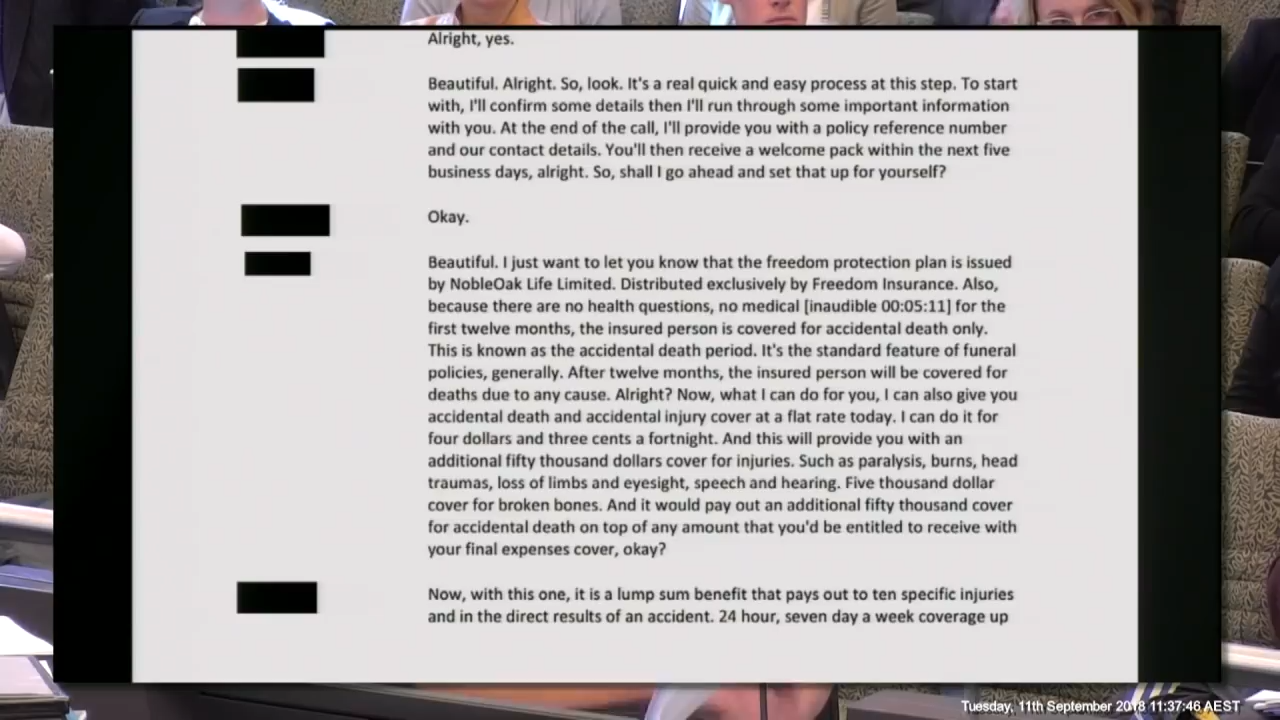 Alright, yes.
Beautiful. Alright. So, look. It's a real quick and easy process at this step. To start
with, I'll confirm some details then I'll run through some important information
with you. At the end of the call, I'll provide you with a policy reference number
and our contact details. You'll then receive a welcome pack within the next five
business days, alright. So, shall I go ahead and set that up for yourself?
Okay.
Beautiful. I just want to let you know that the freedom protection plan is issued
by NobleOak Life Limited. Distributed exclusively by Freedom Insurance. Also,
because there are no health questions, no medical [inaudible 00:05:11] for the
first twelve months, the insured person is covered for accidental death only.
This is known as the accidental death period. It's the standard feature of funeral
policies, generally. After twelve months, the insured person will be covered for
deaths due to any cause. Alright? Now, what I can do for you, I can also give you
accidental death and accidental injury cover at a flat rate today. I can do it for
four dollars and three cents a fortnight. And this will provide you with an
additional fifty thousand dollars cover for injuries. Such as paralysis, burns, head
traumas, loss of limbs and eyesight, speech and hearing. Five thousand dollar
cover for broken bones. And it would pay out an additional fifty thousand cover
for accidental death on top of any amount that you'd be entitled to receive with
your final expenses cover, okay?
Now, with this one, it is a lump sum benefit that pays out to ten specific injuries
and in the direct results of an accident. 24 hour, seven day a week coverage up
Tuesday, 11th September 2018 11:37:46 AEST